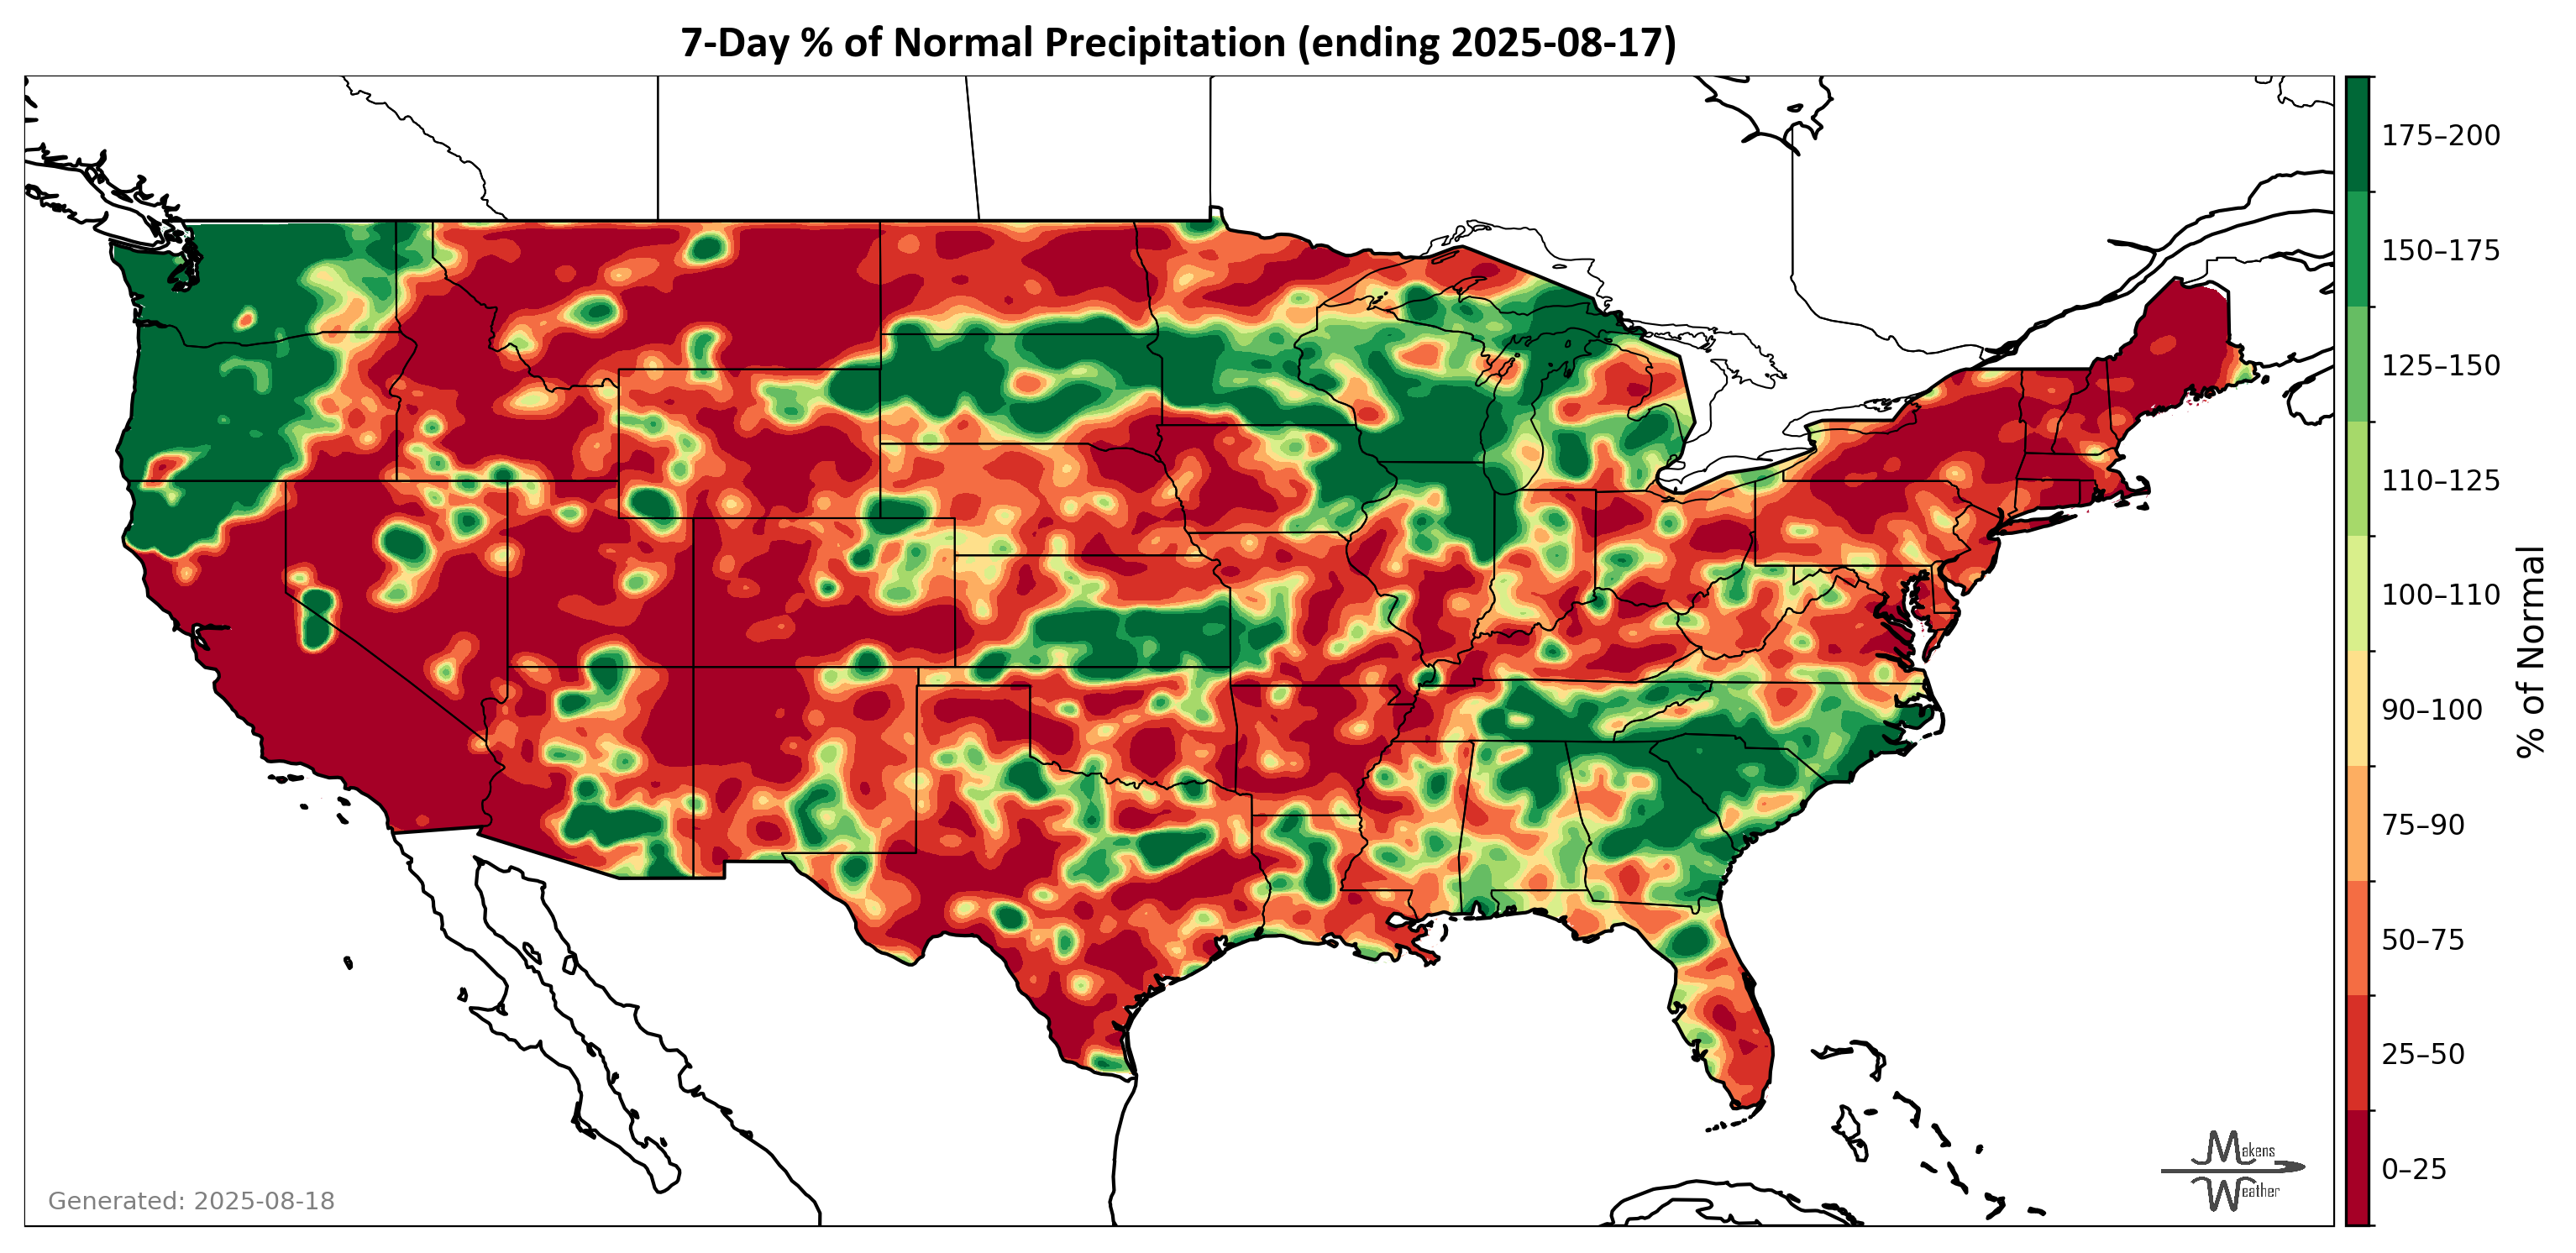 7-Day % of Normal Precipitation (ending 2025-08-17)
175–200
150–175
125–150
110–125
100–110
90–100
75–90
50–75
25–50
0–25
% of Normal
Generated: 2025-08-18
Makens
Weather